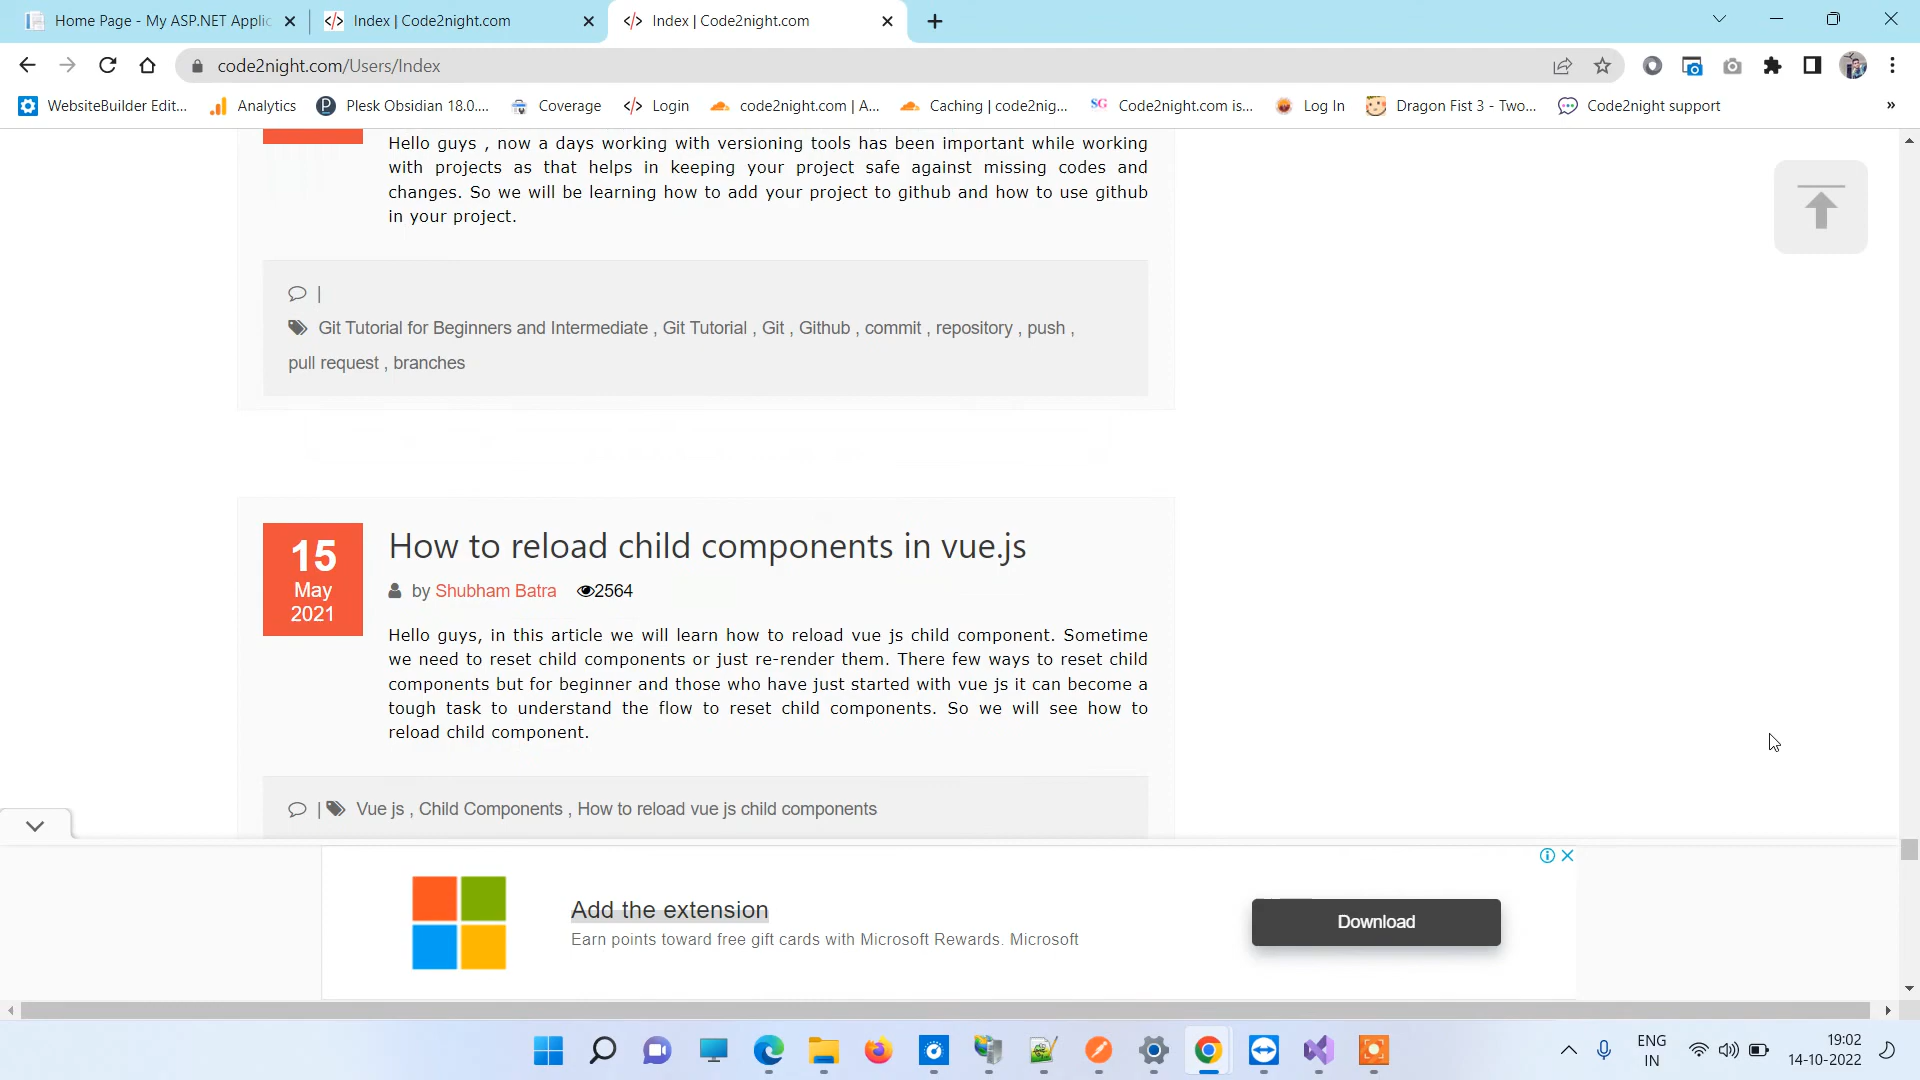 Home Page - My ASP.NET Applic
Index | Code2night.com
Index | Code2night.com
code2night.com/Users/Index
WebsiteBuilder Edit...
Analytics
Plesk Obsidian 18.0....
Coverage
Login
code2night.com | A...
Caching | code2nig...
SG
Code2night.com is...
Log In
Dragon Fist 3 - Two...
Code2night support
»
Hello guys , now a days working with versioning tools has been important while working
with projects as that helps in keeping your project safe against missing codes and
changes. So we will be learning how to add your project to github and how to use github
in your project.
|
Git Tutorial for Beginners and Intermediate , Git Tutorial , Git , Github , commit , repository , push ,
pull request , branches
15
May
2021
How to reload child components in vue.js
by Shubham Batra 2564
Hello guys, in this article we will learn how to reload vue js child component. Sometime
we need to reset child components or just re-render them. There few ways to reset child
components but for beginner and those who have just started with vue js it can become a
tough task to understand the flow to reset child components. So we will see how to
reload child component.
| Vue js , Child Components , How to reload vue js child components
Add the extension
Earn points toward free gift cards with Microsoft Rewards. Microsoft
Download
ENG
IN
19:02
14-10-2022